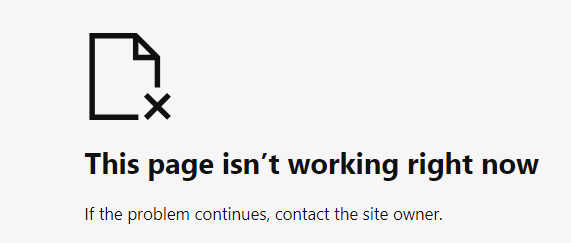 This page isn’t working right now
If the problem continues, contact the site owner.